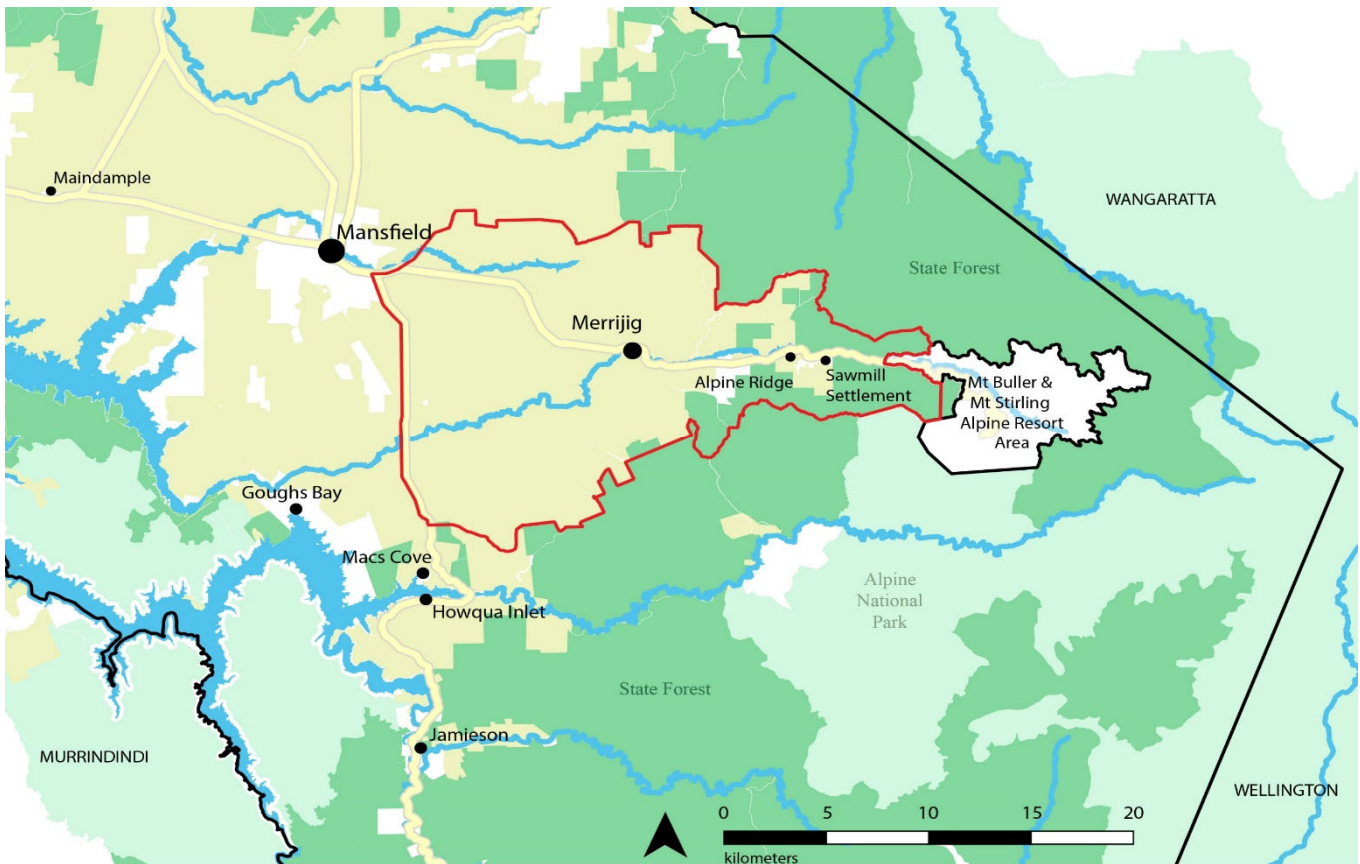 Maindample
WANGARATTA
Mansfield
State Forest
Merrijig
Alpine Ridge
Sawmill
Settlement
Mt Buller &
Mt Stirling
Alpine Resort
Area
Goughs Bay
Macs Cove
Howqua Inlet
Alpine
National
Park
State Forest
Jamieson
MURRINDINDI
WELLINGTON
0 5 10 15 20
kilometers